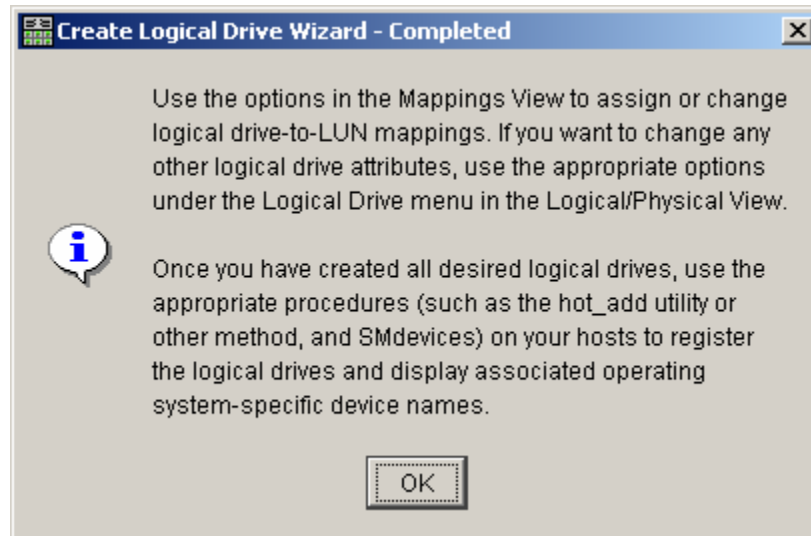 Create Logical Drive Wizard - Completed
Use the options in the Mappings View to assign or change
logical drive-to-LUN mappings. If you want to change any
other logical drive attributes, use the appropriate options
under the Logical Drive menu in the Logical/Physical View.
Once you have created all desired logical drives, use the
appropriate procedures (such as the hot_add utility or
other method, and SMdevices) on your hosts to register
the logical drives and display associated operating
system-specific device names.
OK